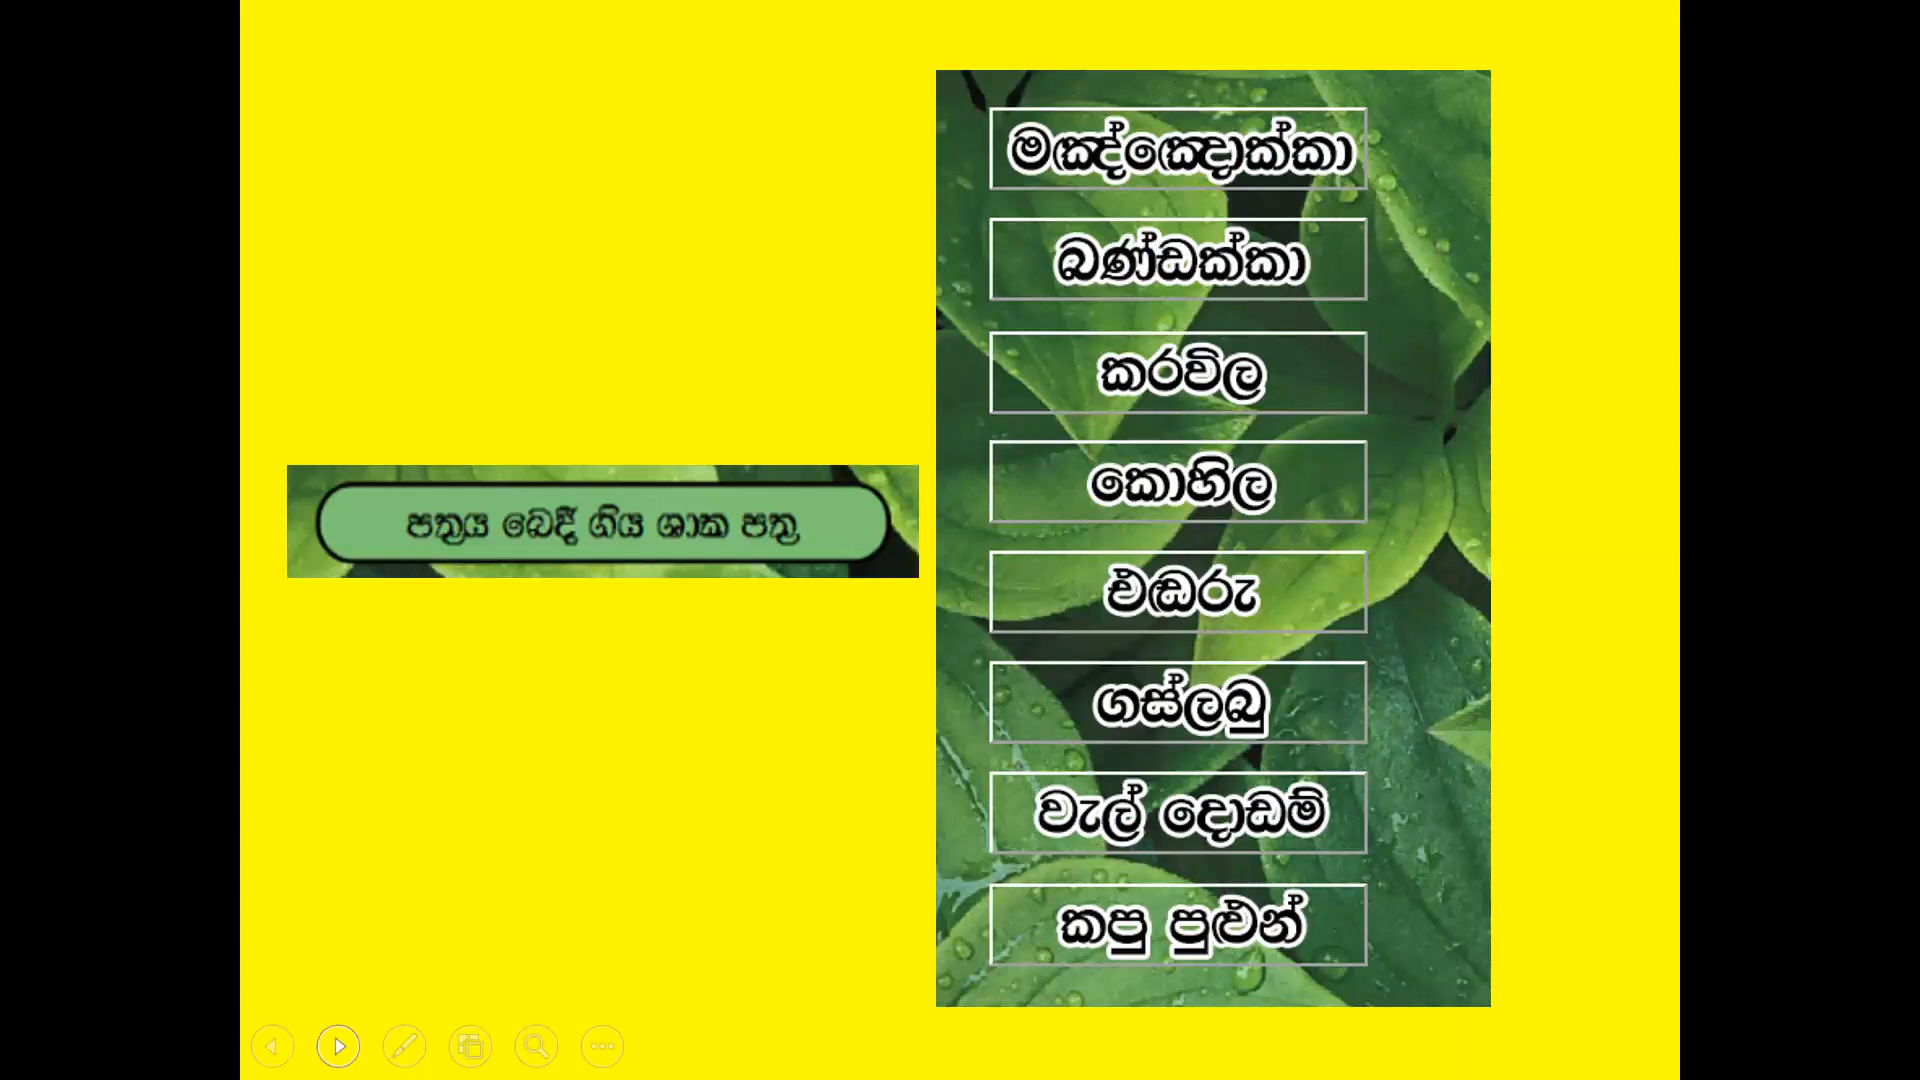 පත්‍රය බෙදී ගිය ශාක පත්‍ර
මඤ්ඤොක්කා
බණ්ඩක්කා
කරවිල
කොහිල
එඬරු
ගස්ලබු
වැල් දොඩම්
කපු පුළුන්